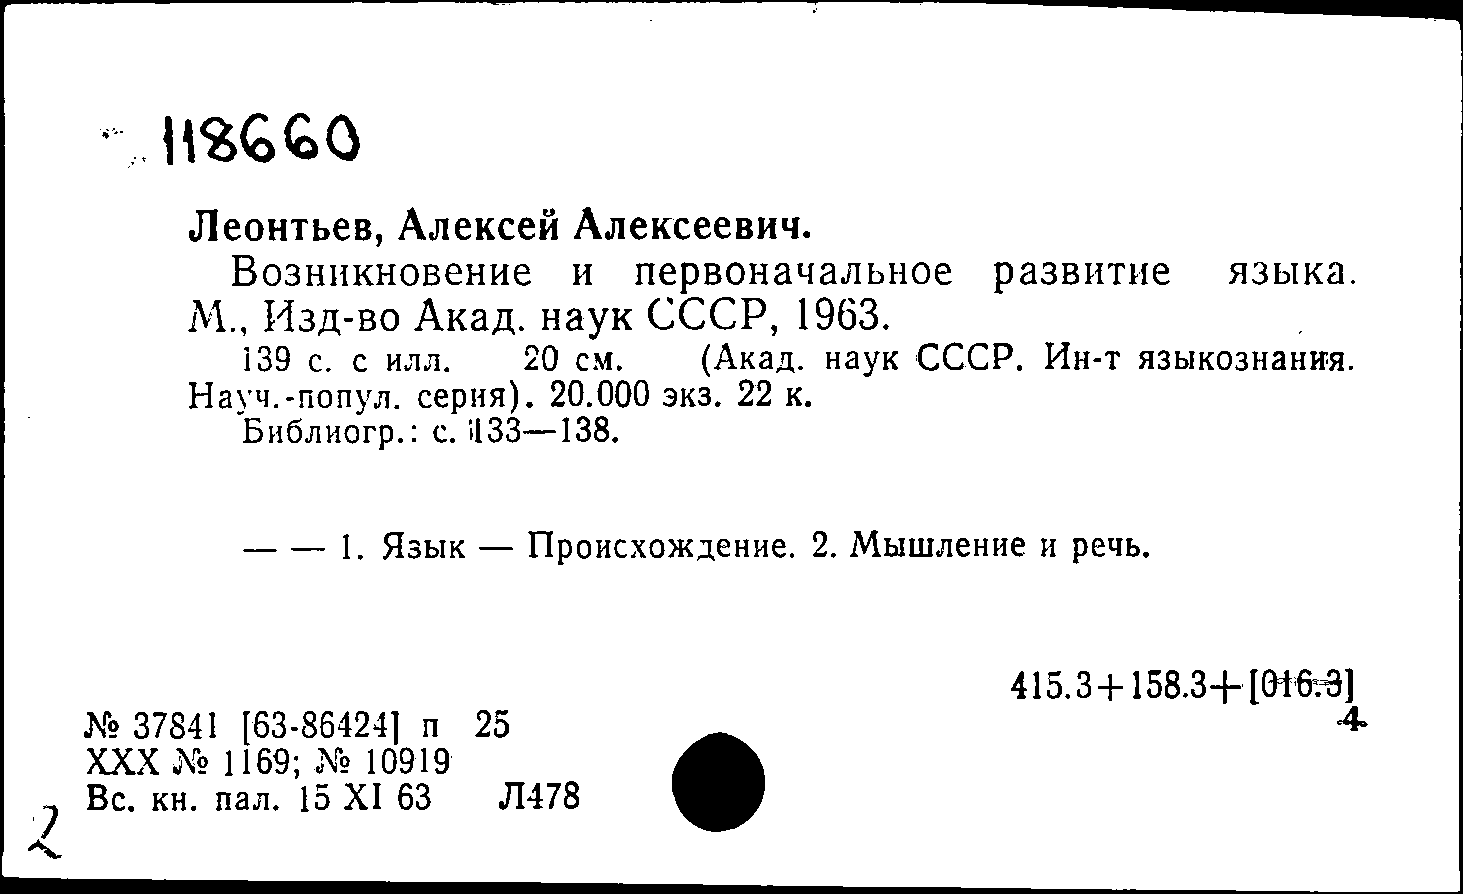 118660
Леонтьев, Алексей Алексеевич.
Возникновение и первоначальное развитие языка.
М., Изд-во Акад. наук СССР, 1963.
139 с. с илл. 20 см. (Акад. наук СССР. Ин-т языкознания.
Науч.-попул. серия). 20.000 экз. 22 к.
Библиогр.: с. 133—138.
— — 1. Язык — Происхождение. 2. Мышление и речь.
415.3+158.3+[016.3]
4
№ 37841 [63-86424] п 25
XXX № 1169; № 10919
Вс. кн. пал. 15 XI 63 Л478
2